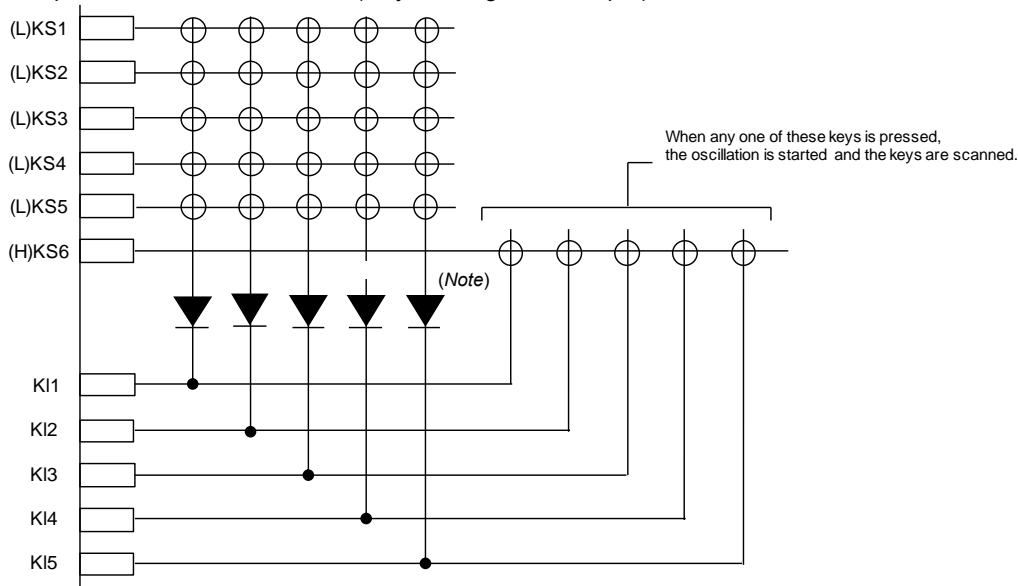 (L)KS1
(L)KS2
(L)KS3
(L)KS4
(L)KS5
(H)KS6
When any one of these keys is pressed,
the oscillation is started and the keys are scanned.
(Note)
KI1
KI2
KI3
KI4
KI5